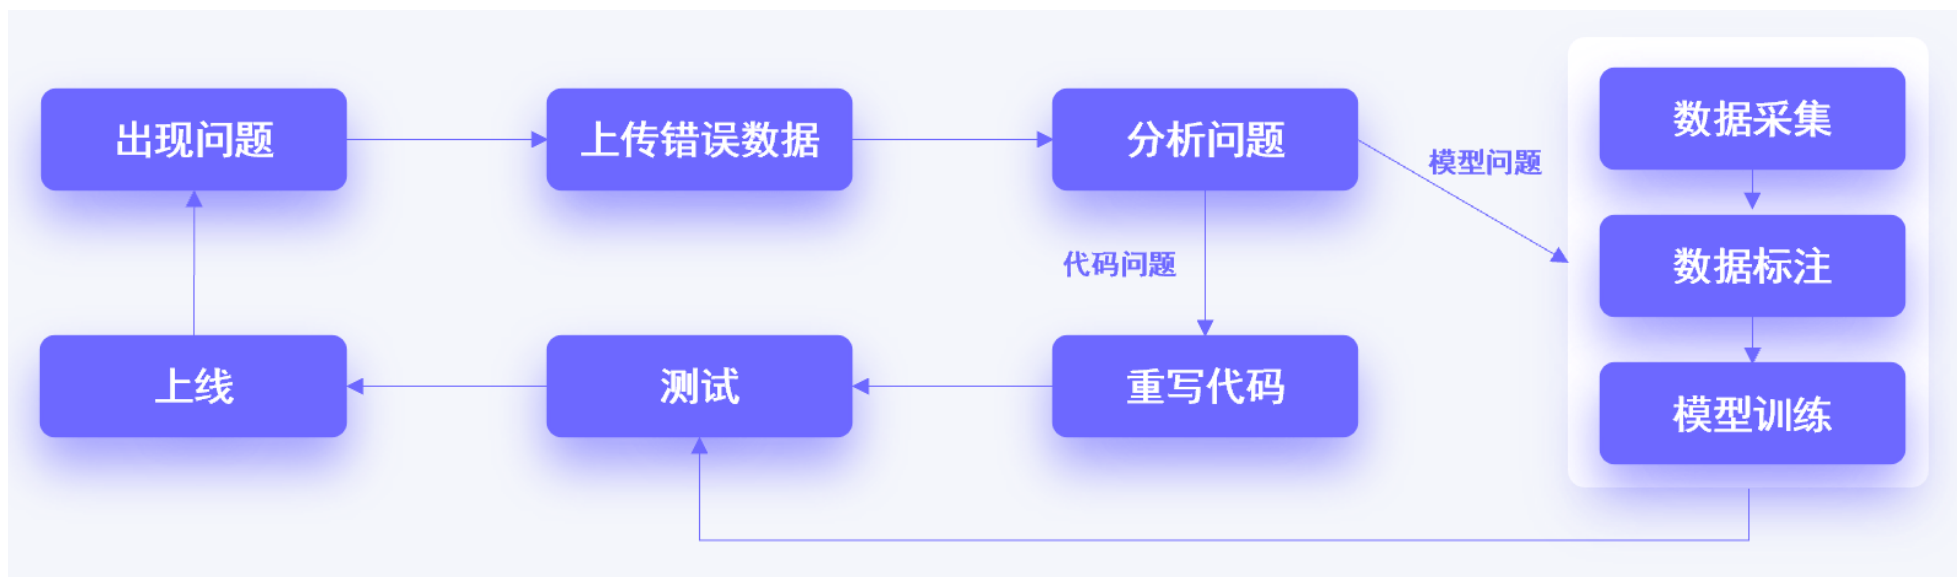 出现问题
上传错误数据
分析问题
模型问题
数据采集
数据标注
模型训练
代码问题
重写代码
测试
上线